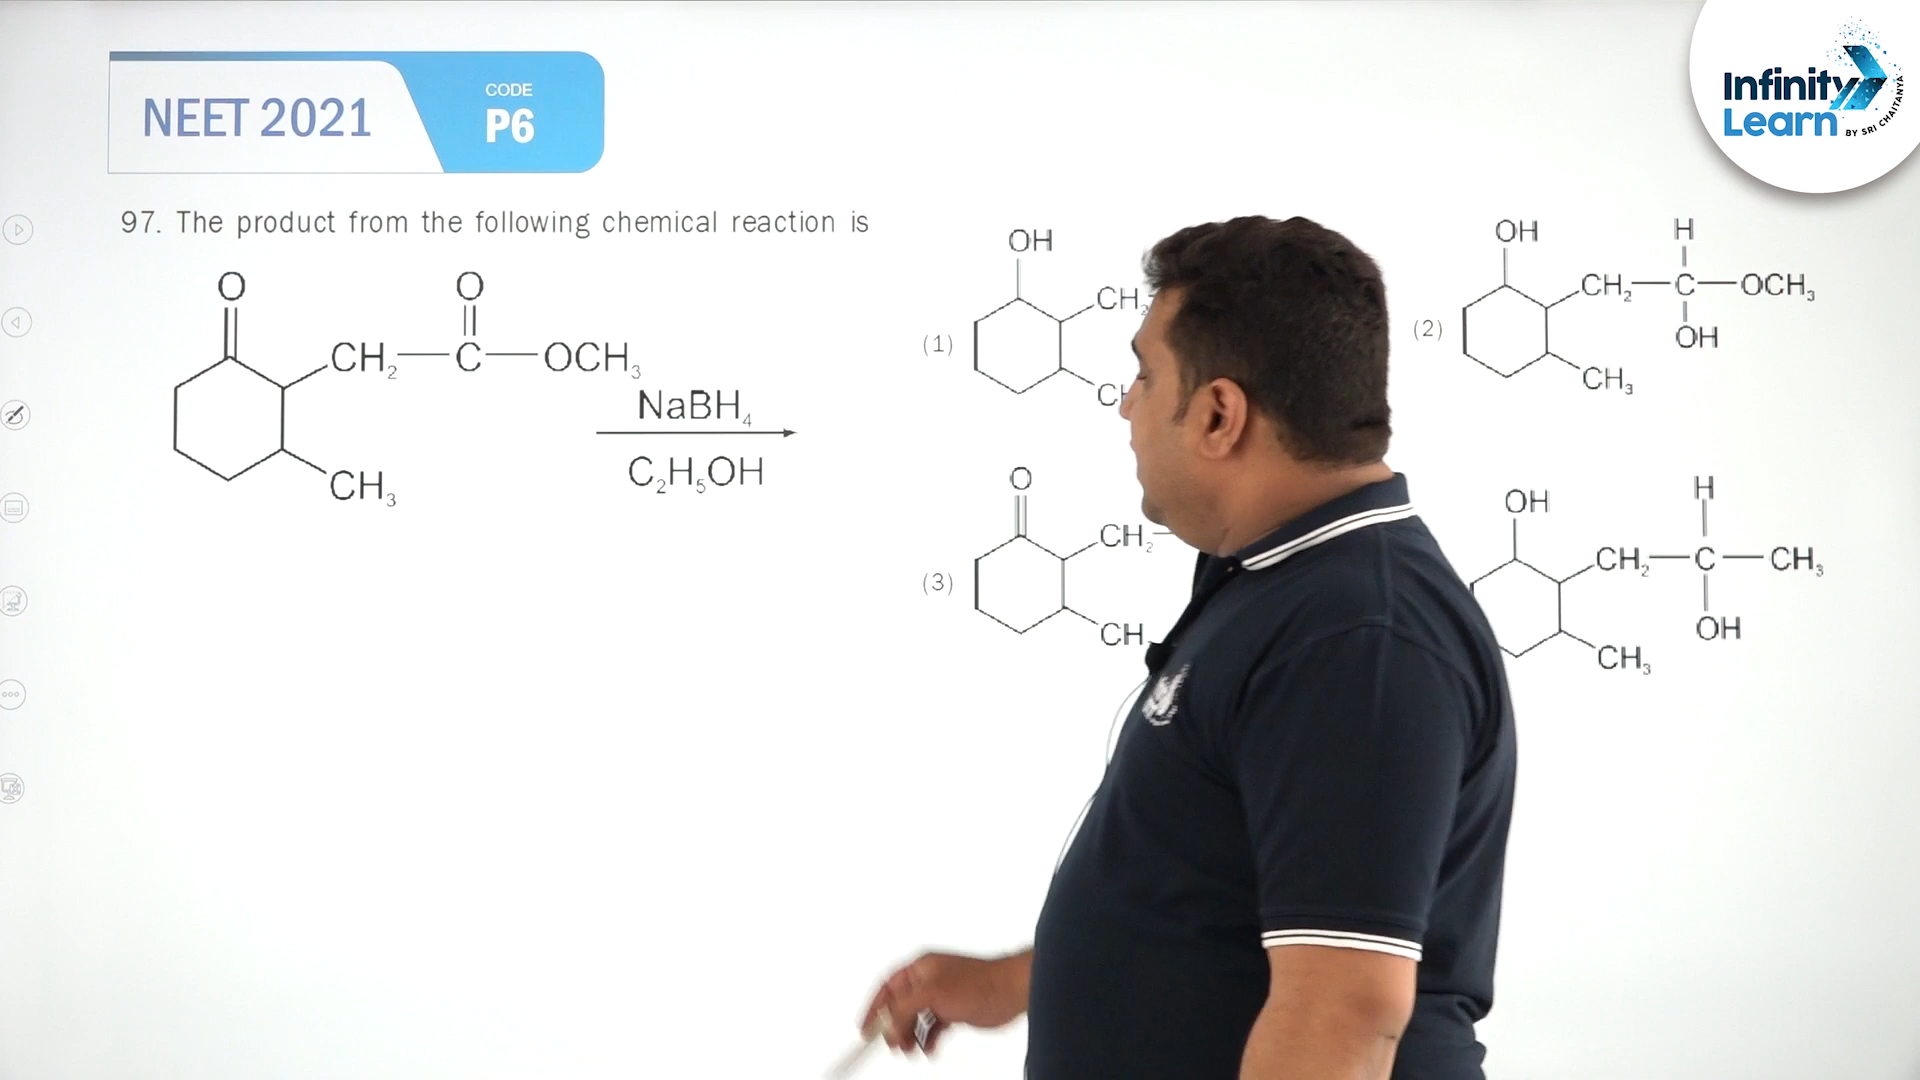 NEET 2021
CODE
P6
Infinity
Learn
BY SRI CHAITANYA
97. The product from the following chemical reaction is
O
O
CH₂
C
OCH₃
NaBH₄
C₂H₅OH
CH₃
(1)
OH
CH₂
(2)
OH
H
CH₂
C
OCH₃
OH
CH₃
(3)
O
CH₂
CH
OH
H
CH₂
C
CH₃
OH
CH₃